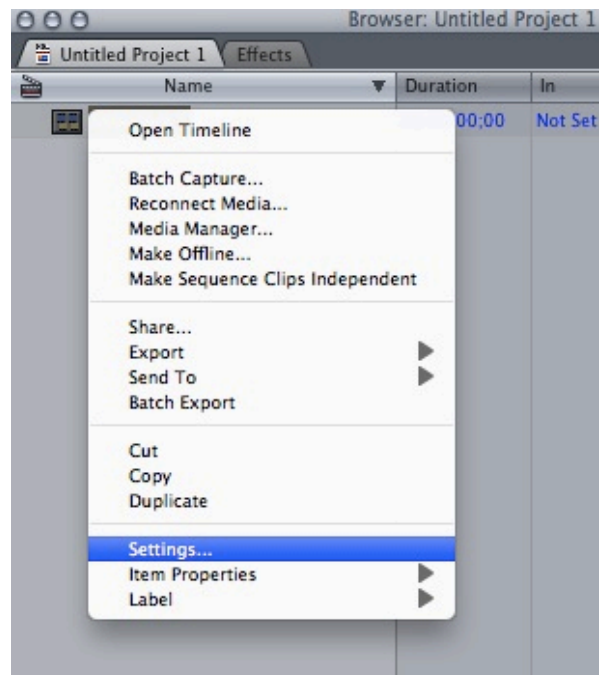 Browser: Untitled Project 1
Untitled Project 1 Effects
Name Duration In
00;00 Not Set
Open Timeline
Batch Capture...
Reconnect Media...
Media Manager...
Make Offline...
Make Sequence Clips Independent
Share...
Export
Send To
Batch Export
Cut
Copy
Duplicate
Settings...
Item Properties
Label